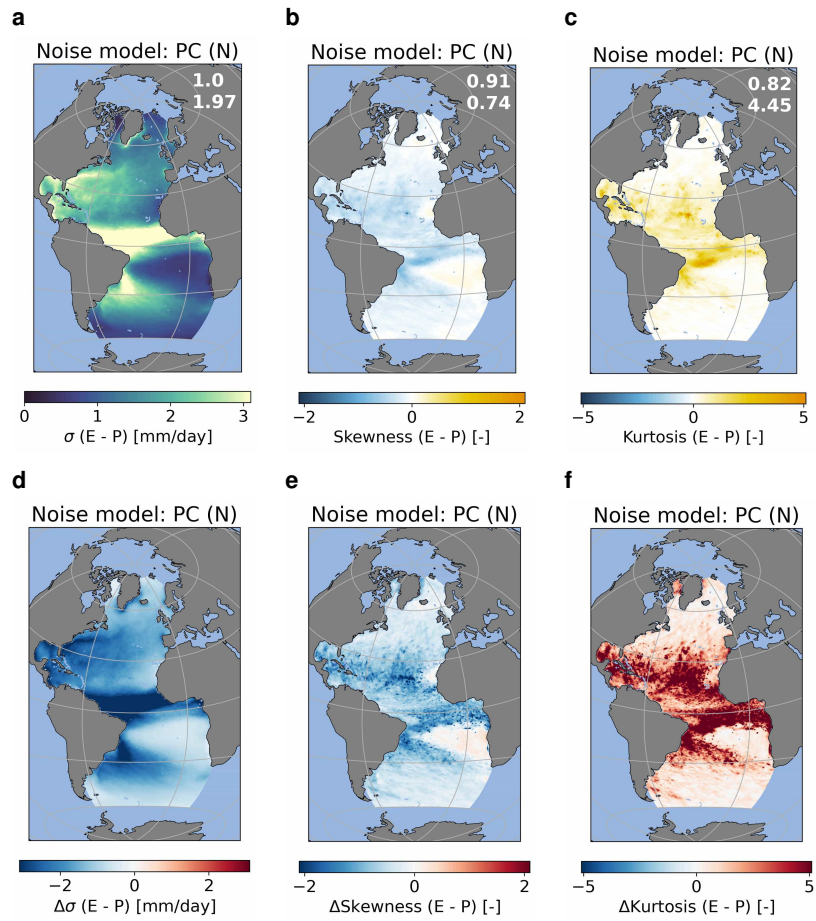 a
Noise model: PC (N)
1.0
1.97
0
1
2
3
σ (E - P) [mm/day]
b
Noise model: PC (N)
0.91
0.74
−2
0
2
Skewness (E - P) [-]
c
Noise model: PC (N)
0.82
4.45
−5
0
5
Kurtosis (E - P) [-]
d
Noise model: PC (N)
−2
0
2
Δσ (E - P) [mm/day]
e
Noise model: PC (N)
−2
0
2
ΔSkewness (E - P) [-]
f
Noise model: PC (N)
−5
0
5
ΔKurtosis (E - P) [-]